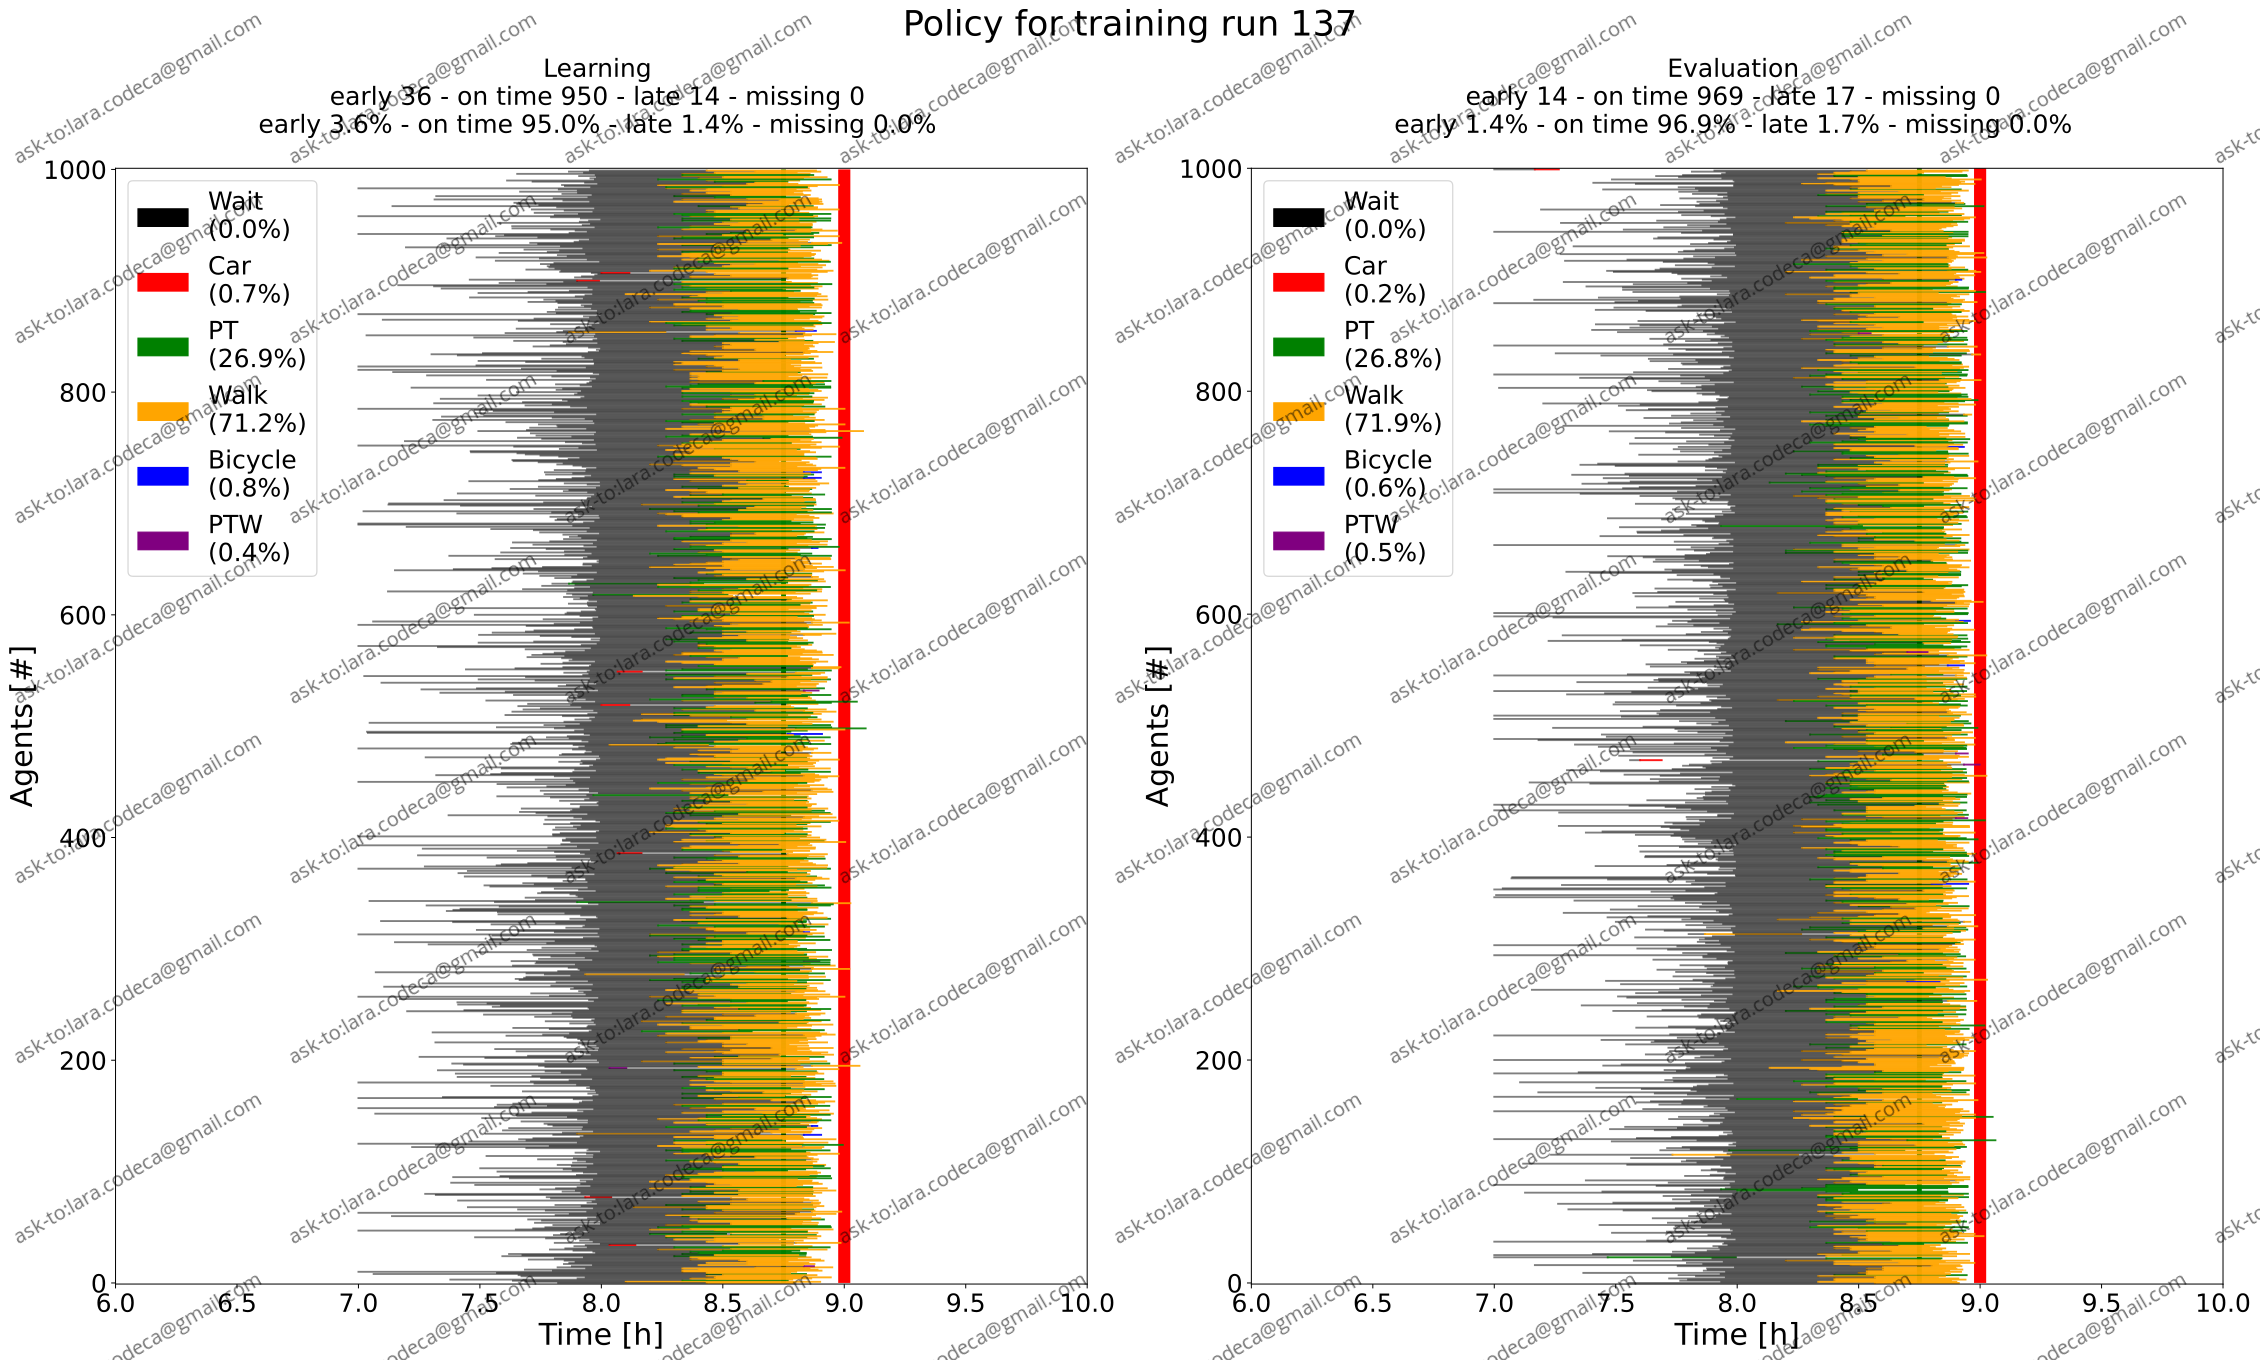 Policy for training run 137
Learning
early 36 - on time 950 - late 14 - missing 0
early 3.6% - on time 95.0% - late 1.4% - missing 0.0%
1000
800
600
400
200
0
Agents [#]
Wait
(0.0%)
Car
(0.7%)
PT
(26.9%)
Walk
(71.2%)
Bicycle
(0.8%)
PTW
(0.4%)
6.0 6.5 7.0 7.5 8.0 8.5 9.0 9.5 10.0
Time [h]
Evaluation
early 14 - on time 969 - late 17 - missing 0
early 1.4% - on time 96.9% - late 1.7% - missing 0.0%
1000
800
600
400
200
0
Agents [#]
Wait
(0.0%)
Car
(0.2%)
PT
(26.8%)
Walk
(71.9%)
Bicycle
(0.6%)
PTW
(0.5%)
6.0 6.5 7.0 7.5 8.0 8.5 9.0 9.5 10.0
Time [h]
ask-to:lara.codeca@gmail.com